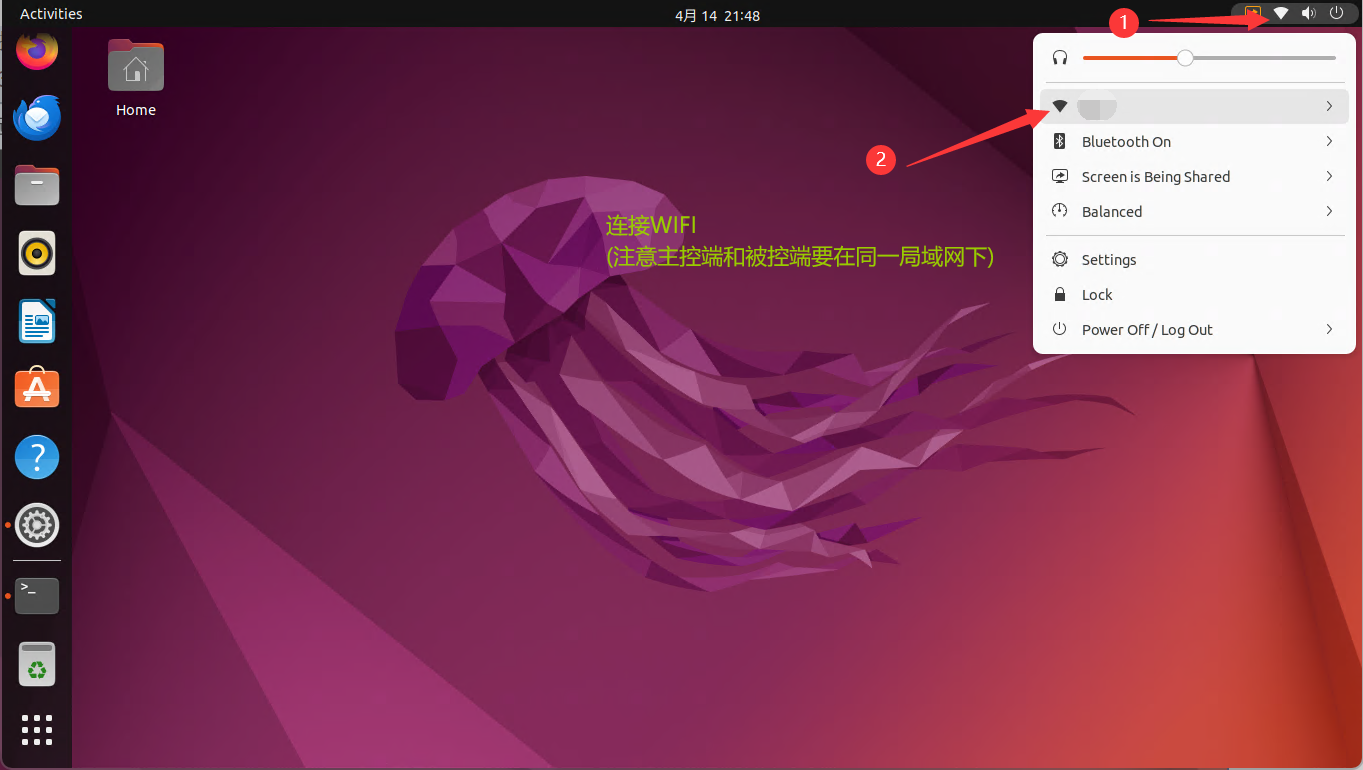 Activities
4月 14 21:48
1
Home
2
Bluetooth On
Screen is Being Shared
Balanced
连接WIFI
(注意主控端和被控端要在同一局域网下)
Settings
Lock
Power Off / Log Out